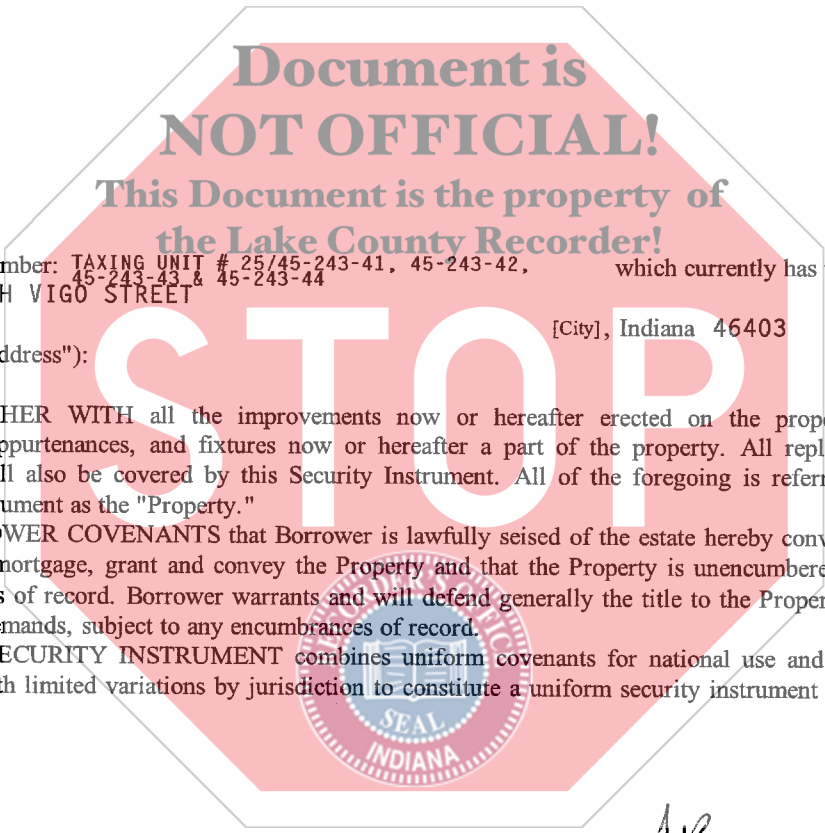 Document is
NOT OFFICIAL!
This Document is the property of
the Lake County Recorder!
mber: TAXING UNIT # 25/45-243-41, 45-243-42, which currently has
45-243-43 & 45-243-44
H VIGO STREET
[City], Indiana 46403
ddress"):
STOP
HER WITH all the improvements now or hereafter erected on the prope
ppurtenances, and fixtures now or hereafter a part of the property. All repl
ll also be covered by this Security Instrument. All of the foregoing is referr
ument as the "Property."
OWER COVENANTS that Borrower is lawfully seised of the estate hereby conv
mortgage, grant and convey the Property and that the Property is unencumbere
s of record. Borrower warrants and will defend generally the title to the Proper
mands, subject to any encumbrances of record.
ECURITY INSTRUMENT combines uniform covenants for national use and
th limited variations by jurisdiction to constitute a uniform security instrument
RECORDER'S OFFICE
SEAL
INDIANA